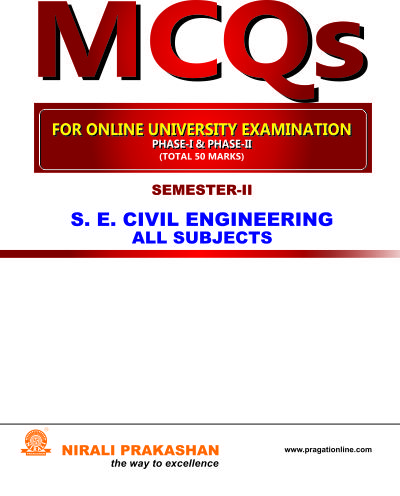 MCQs
FOR ONLINE UNIVERSITY EXAMINATION
PHASE-I & PHASE-II
(TOTAL 50 MARKS)
SEMESTER-II
S. E. CIVIL ENGINEERING
ALL SUBJECTS
NIRALI PRAKASHAN
the way to excellence
www.pragationline.com